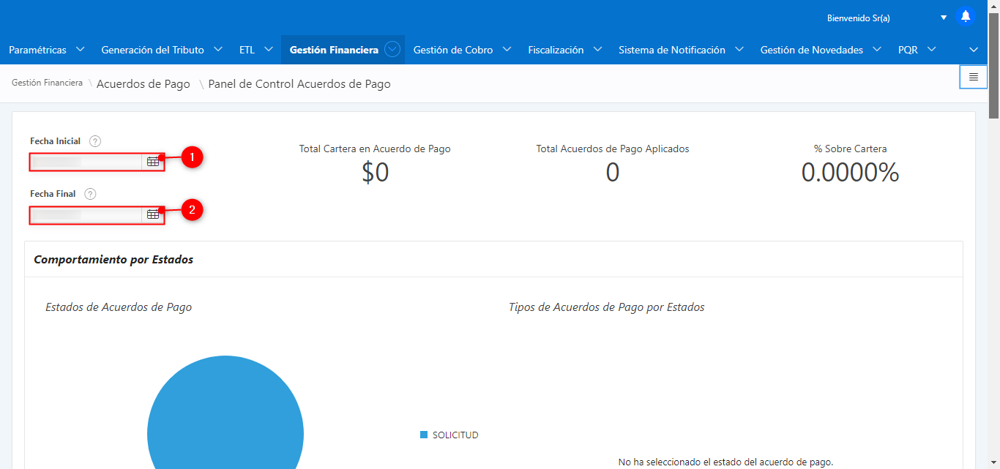 Bienvenido Sr(a)
Paramétricas Generación del Tributo ETL Gestión Financiera Gestión de Cobro Fiscalización Sistema de Notificación Gestión de Novedades PQR
Gestión Financiera \ Acuerdos de Pago \ Panel de Control Acuerdos de Pago
Fecha Inicial ?
1
Total Cartera en Acuerdo de Pago
$0
Total Acuerdos de Pago Aplicados
0
% Sobre Cartera
0.0000%
Fecha Final ?
2
Comportamiento por Estados
Estados de Acuerdos de Pago
Tipos de Acuerdos de Pago por Estados
SOLICITUD
No ha seleccionado el estado del acuerdo de pago.